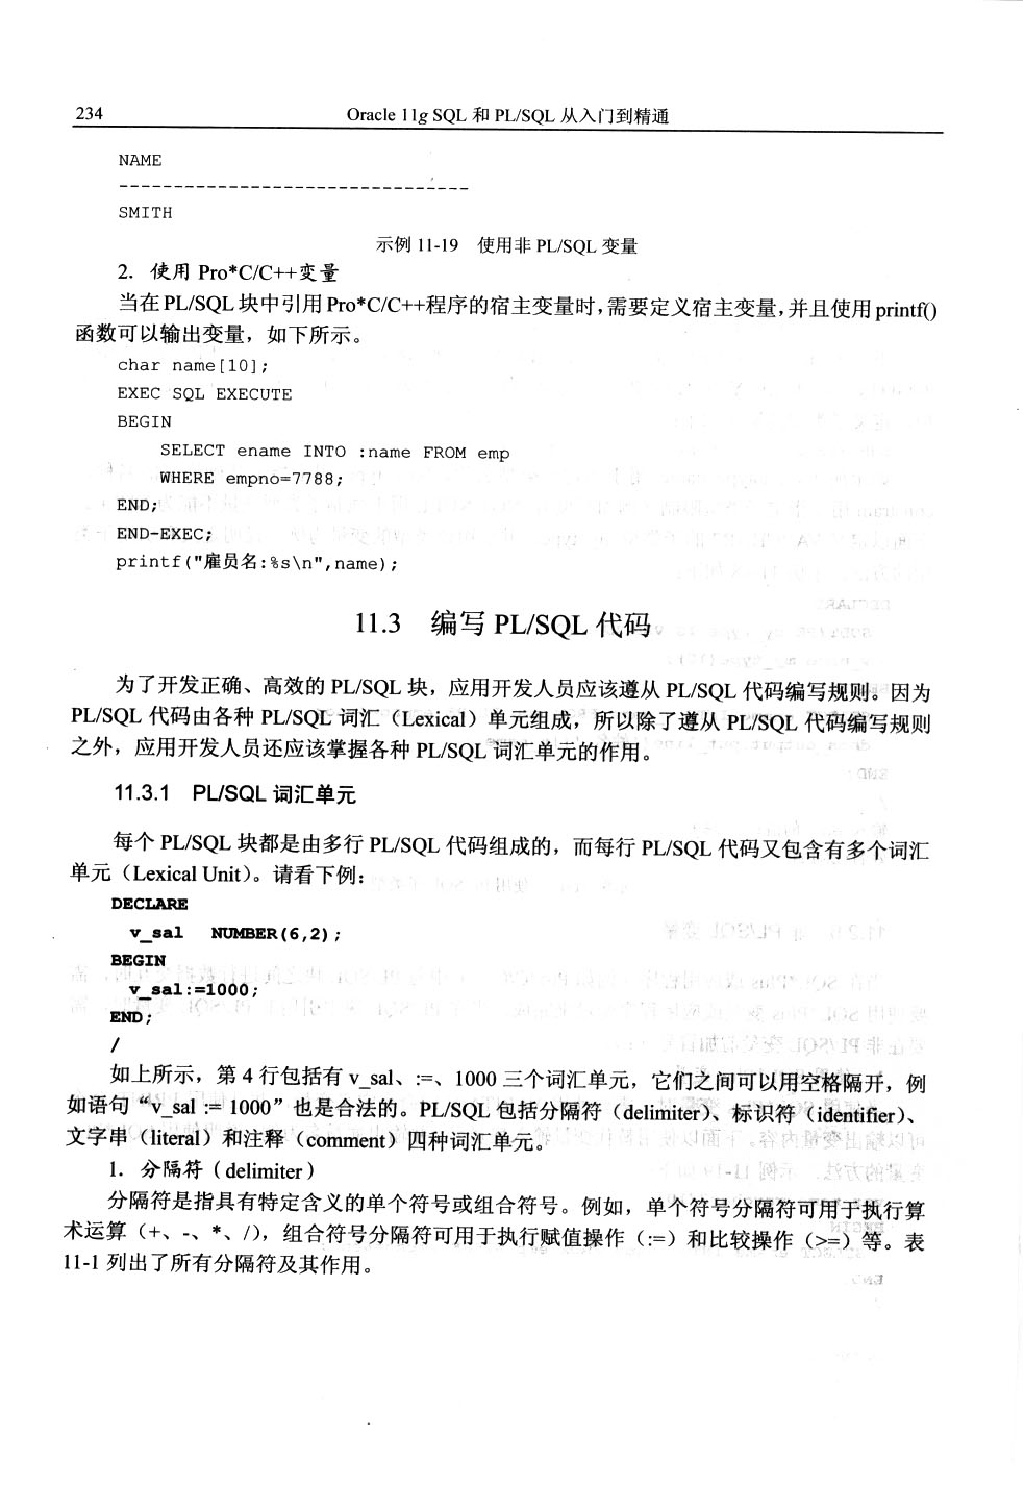 234
Oracle 11g SQL 和 PL/SQL 从入门到精通
NAME
--------------------------------
SMITH
示例 11-19 使用非 PL/SQL 变量
2. 使用 Pro*C/C++变量
当在 PL/SQL 块中引用 Pro*C/C++程序的宿主变量时,需要定义宿主变量,并且使用 printf()
函数可以输出变量，如下所示。
char name[10];
EXEC SQL EXECUTE
BEGIN
SELECT ename INTO :name FROM emp
WHERE empno=7788;
END;
END-EXEC;
printf("雇员名:%s\n",name);
11.3 编写 PL/SQL 代码
为了开发正确、高效的 PL/SQL 块，应用开发人员应该遵从 PL/SQL 代码编写规则。因为
PL/SQL 代码由各种 PL/SQL 词汇（Lexical）单元组成，所以除了遵从 PL/SQL 代码编写规则
之外，应用开发人员还应该掌握各种 PL/SQL 词汇单元的作用。
11.3.1 PL/SQL 词汇单元
每个 PL/SQL 块都是由多行 PL/SQL 代码组成的，而每行 PL/SQL 代码又包含有多个词汇
单元（Lexical Unit）。请看下例：
DECLARE
v_sal NUMBER(6,2);
BEGIN
v_sal:=1000;
END;
/
如上所示，第 4 行包括有 v_sal、:=、1000 三个词汇单元，它们之间可以用空格隔开，例
如语句“v_sal := 1000”也是合法的。PL/SQL 包括分隔符（delimiter）、标识符（identifier）、
文字串（literal）和注释（comment）四种词汇单元。
1. 分隔符（delimiter）
分隔符是指具有特定含义的单个符号或组合符号。例如，单个符号分隔符可用于执行算
术运算（+、-、*、/），组合符号分隔符可用于执行赋值操作（:=）和比较操作（>=）等。表
11-1 列出了所有分隔符及其作用。